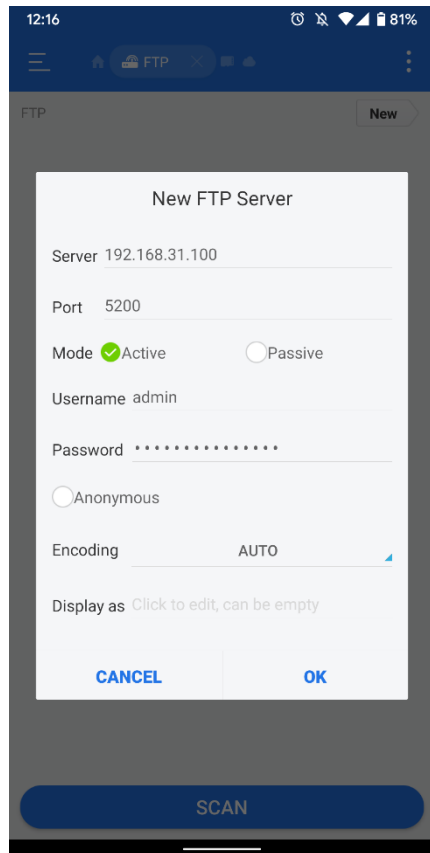 12:16 81%
FTP
FTP New
New FTP Server
Server 192.168.31.100
Port 5200
Mode Active Passive
Username admin
Password • • • • • • • • • • • • • • •
Anonymous
Encoding AUTO
Display as Click to edit, can be empty
CANCEL OK
SCAN